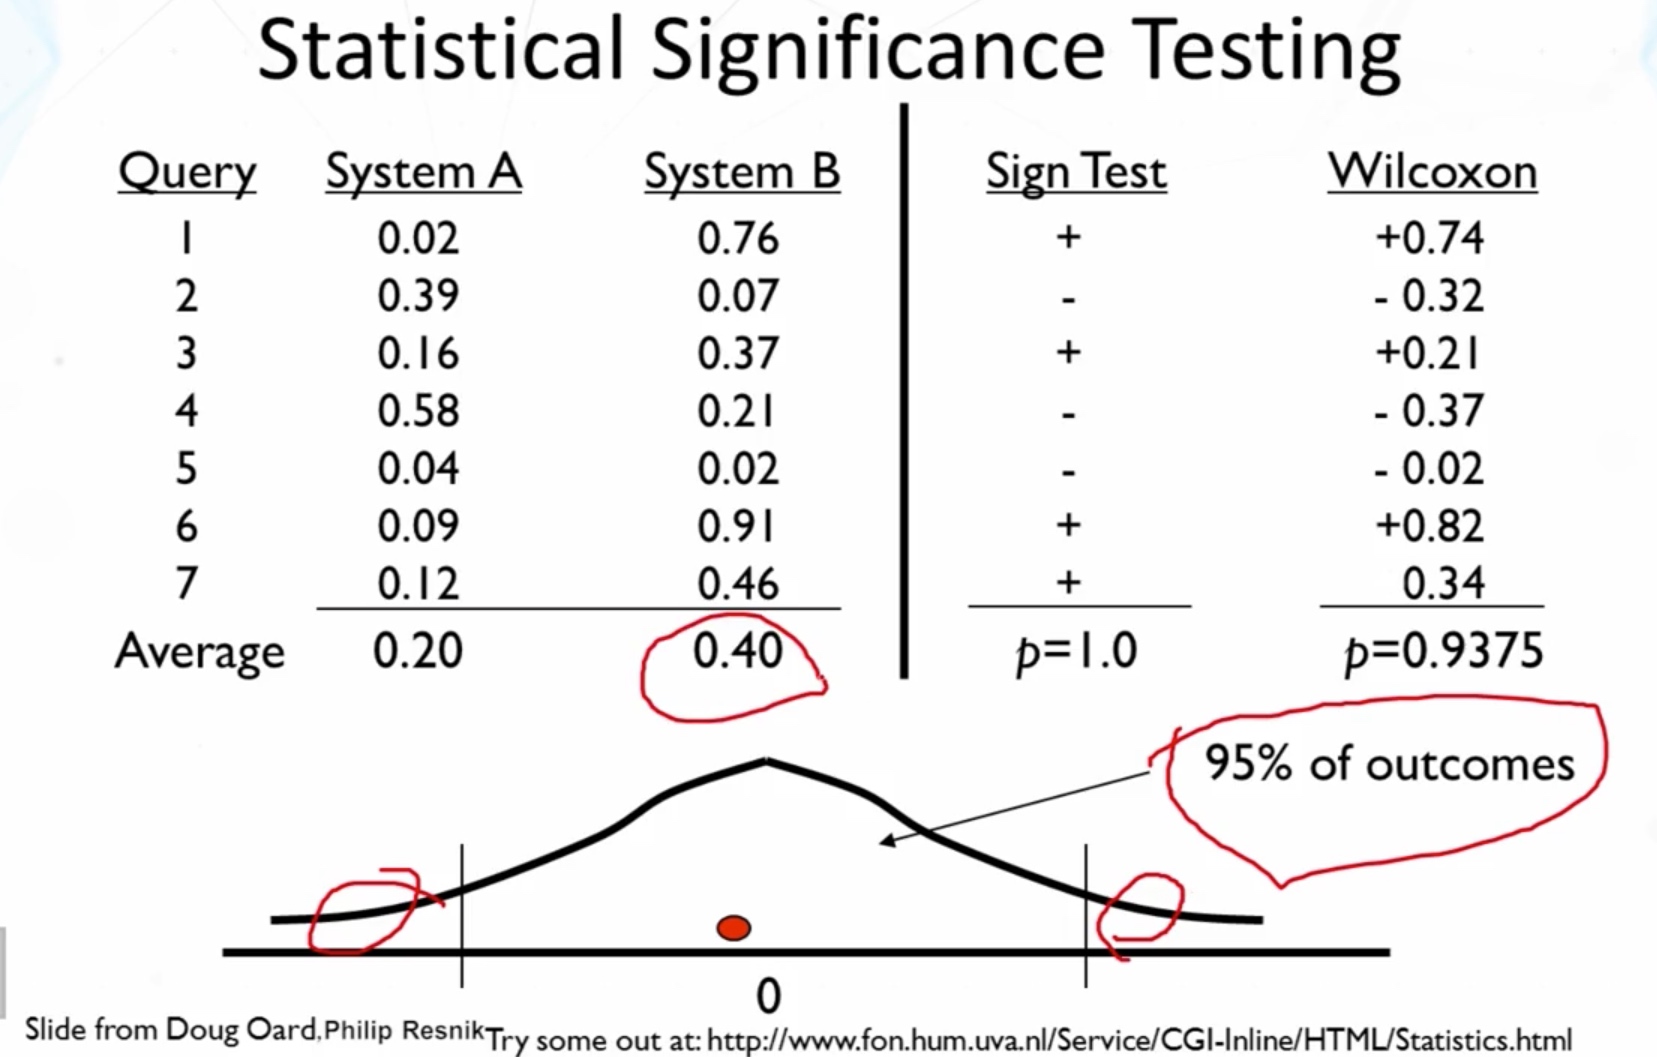 Statistical Significance Testing
Query System A System B Sign Test Wilcoxon
1 0.02 0.76 + +0.74
2 0.39 0.07 - - 0.32
3 0.16 0.37 + +0.21
4 0.58 0.21 - - 0.37
5 0.04 0.02 - - 0.02
6 0.09 0.91 + +0.82
7 0.12 0.46 + 0.34
Average 0.20 0.40 p=1.0 p=0.9375
95% of outcomes
0
Slide from Doug Oard,Philip Resnik
Try some out at: http://www.fon.hum.uva.nl/Service/CGI-Inline/HTML/Statistics.html